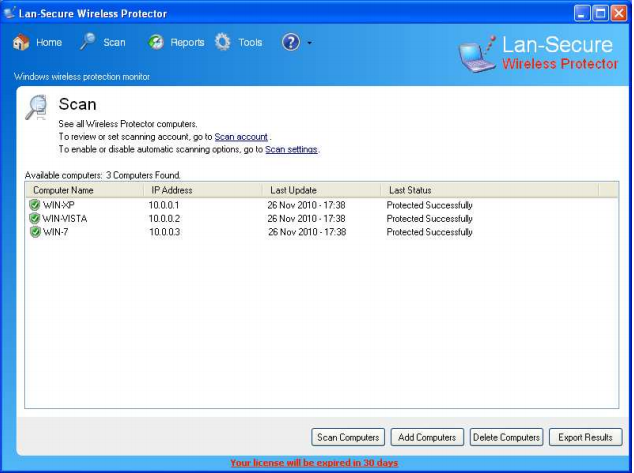 Lan-Secure Wireless Protector
Home Scan Reports Tools ?
Lan-Secure
Wireless Protector
Windows wireless protection monitor
Scan
See all Wireless Protector computers.
To review or set scanning account, go to Scan account .
To enable or disable automatic scanning options, go to Scan settings.
Available computers: 3 Computers Found.
Computer Name IP Address Last Update Last Status
WIN-XP 10.0.0.1 26 Nov 2010 - 17:38 Protected Successfully
WIN-VISTA 10.0.0.2 26 Nov 2010 - 17:38 Protected Successfully
WIN-7 10.0.0.3 26 Nov 2010 - 17:38 Protected Successfully
Scan Computers Add Computers Delete Computers Export Results
Your license will be expired in 30 days